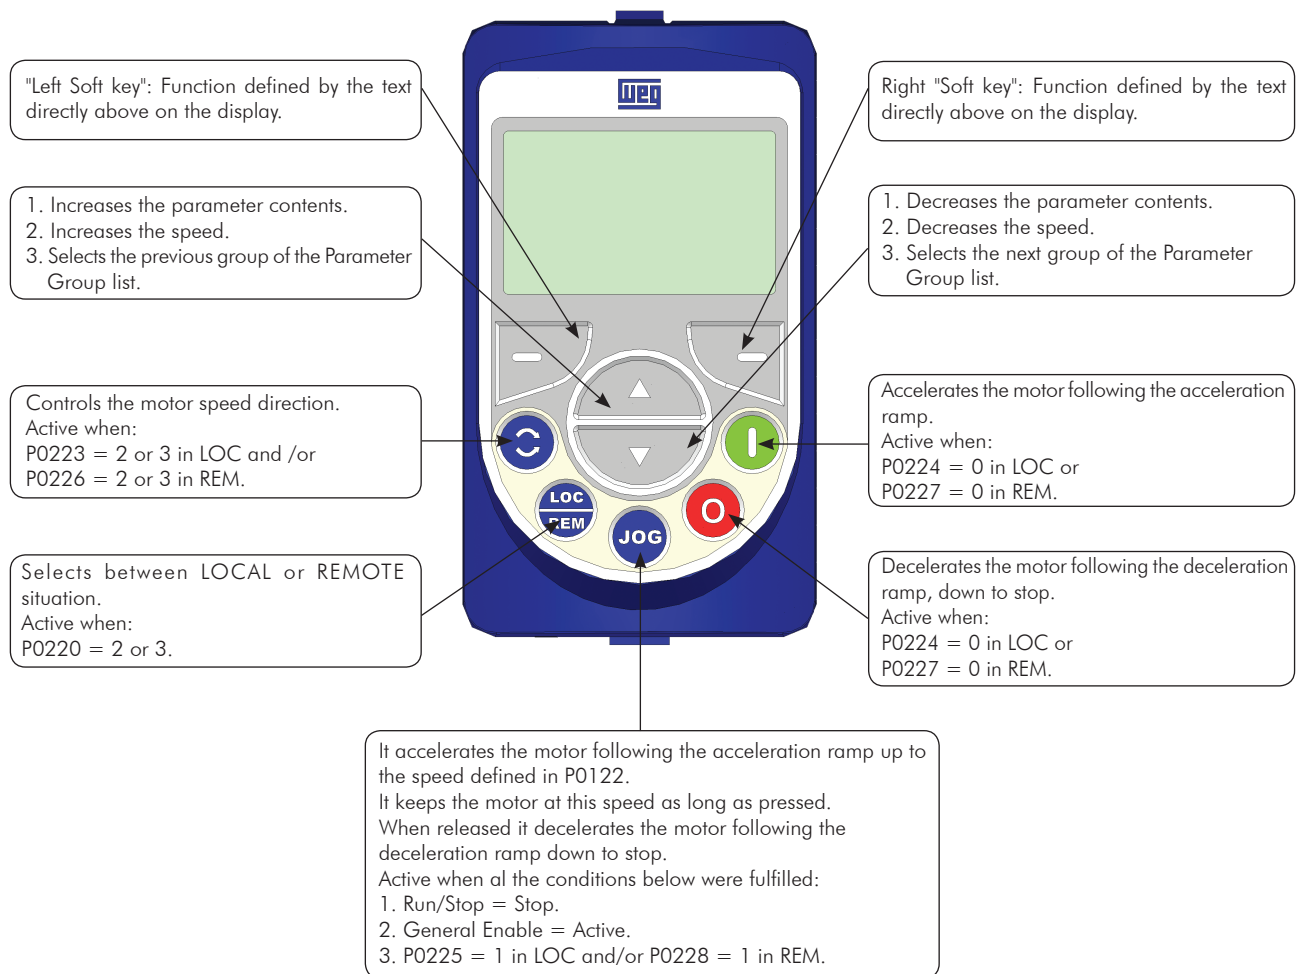 "Left Soft key": Function defined by the text
directly above on the display.
1. Increases the parameter contents.
2. Increases the speed.
3. Selects the previous group of the Parameter
Group list.
Controls the motor speed direction.
Active when:
P0223 = 2 or 3 in LOC and /or
P0226 = 2 or 3 in REM.
Selects between LOCAL or REMOTE
situation.
Active when:
P0220 = 2 or 3.
weg
LOC
REM
JOG
Right "Soft key": Function defined by the text
directly above on the display.
1. Decreases the parameter contents.
2. Decreases the speed.
3. Selects the next group of the Parameter
Group list.
Accelerates the motor following the acceleration
ramp.
Active when:
P0224 = 0 in LOC or
P0227 = 0 in REM.
Decelerates the motor following the deceleration
ramp, down to stop.
Active when:
P0224 = 0 in LOC or
P0227 = 0 in REM.
It accelerates the motor following the acceleration ramp up to
the speed defined in P0122.
It keeps the motor at this speed as long as pressed.
When released it decelerates the motor following the
deceleration ramp down to stop.
Active when al the conditions below were fulfilled:
1. Run/Stop = Stop.
2. General Enable = Active.
3. P0225 = 1 in LOC and/or P0228 = 1 in REM.